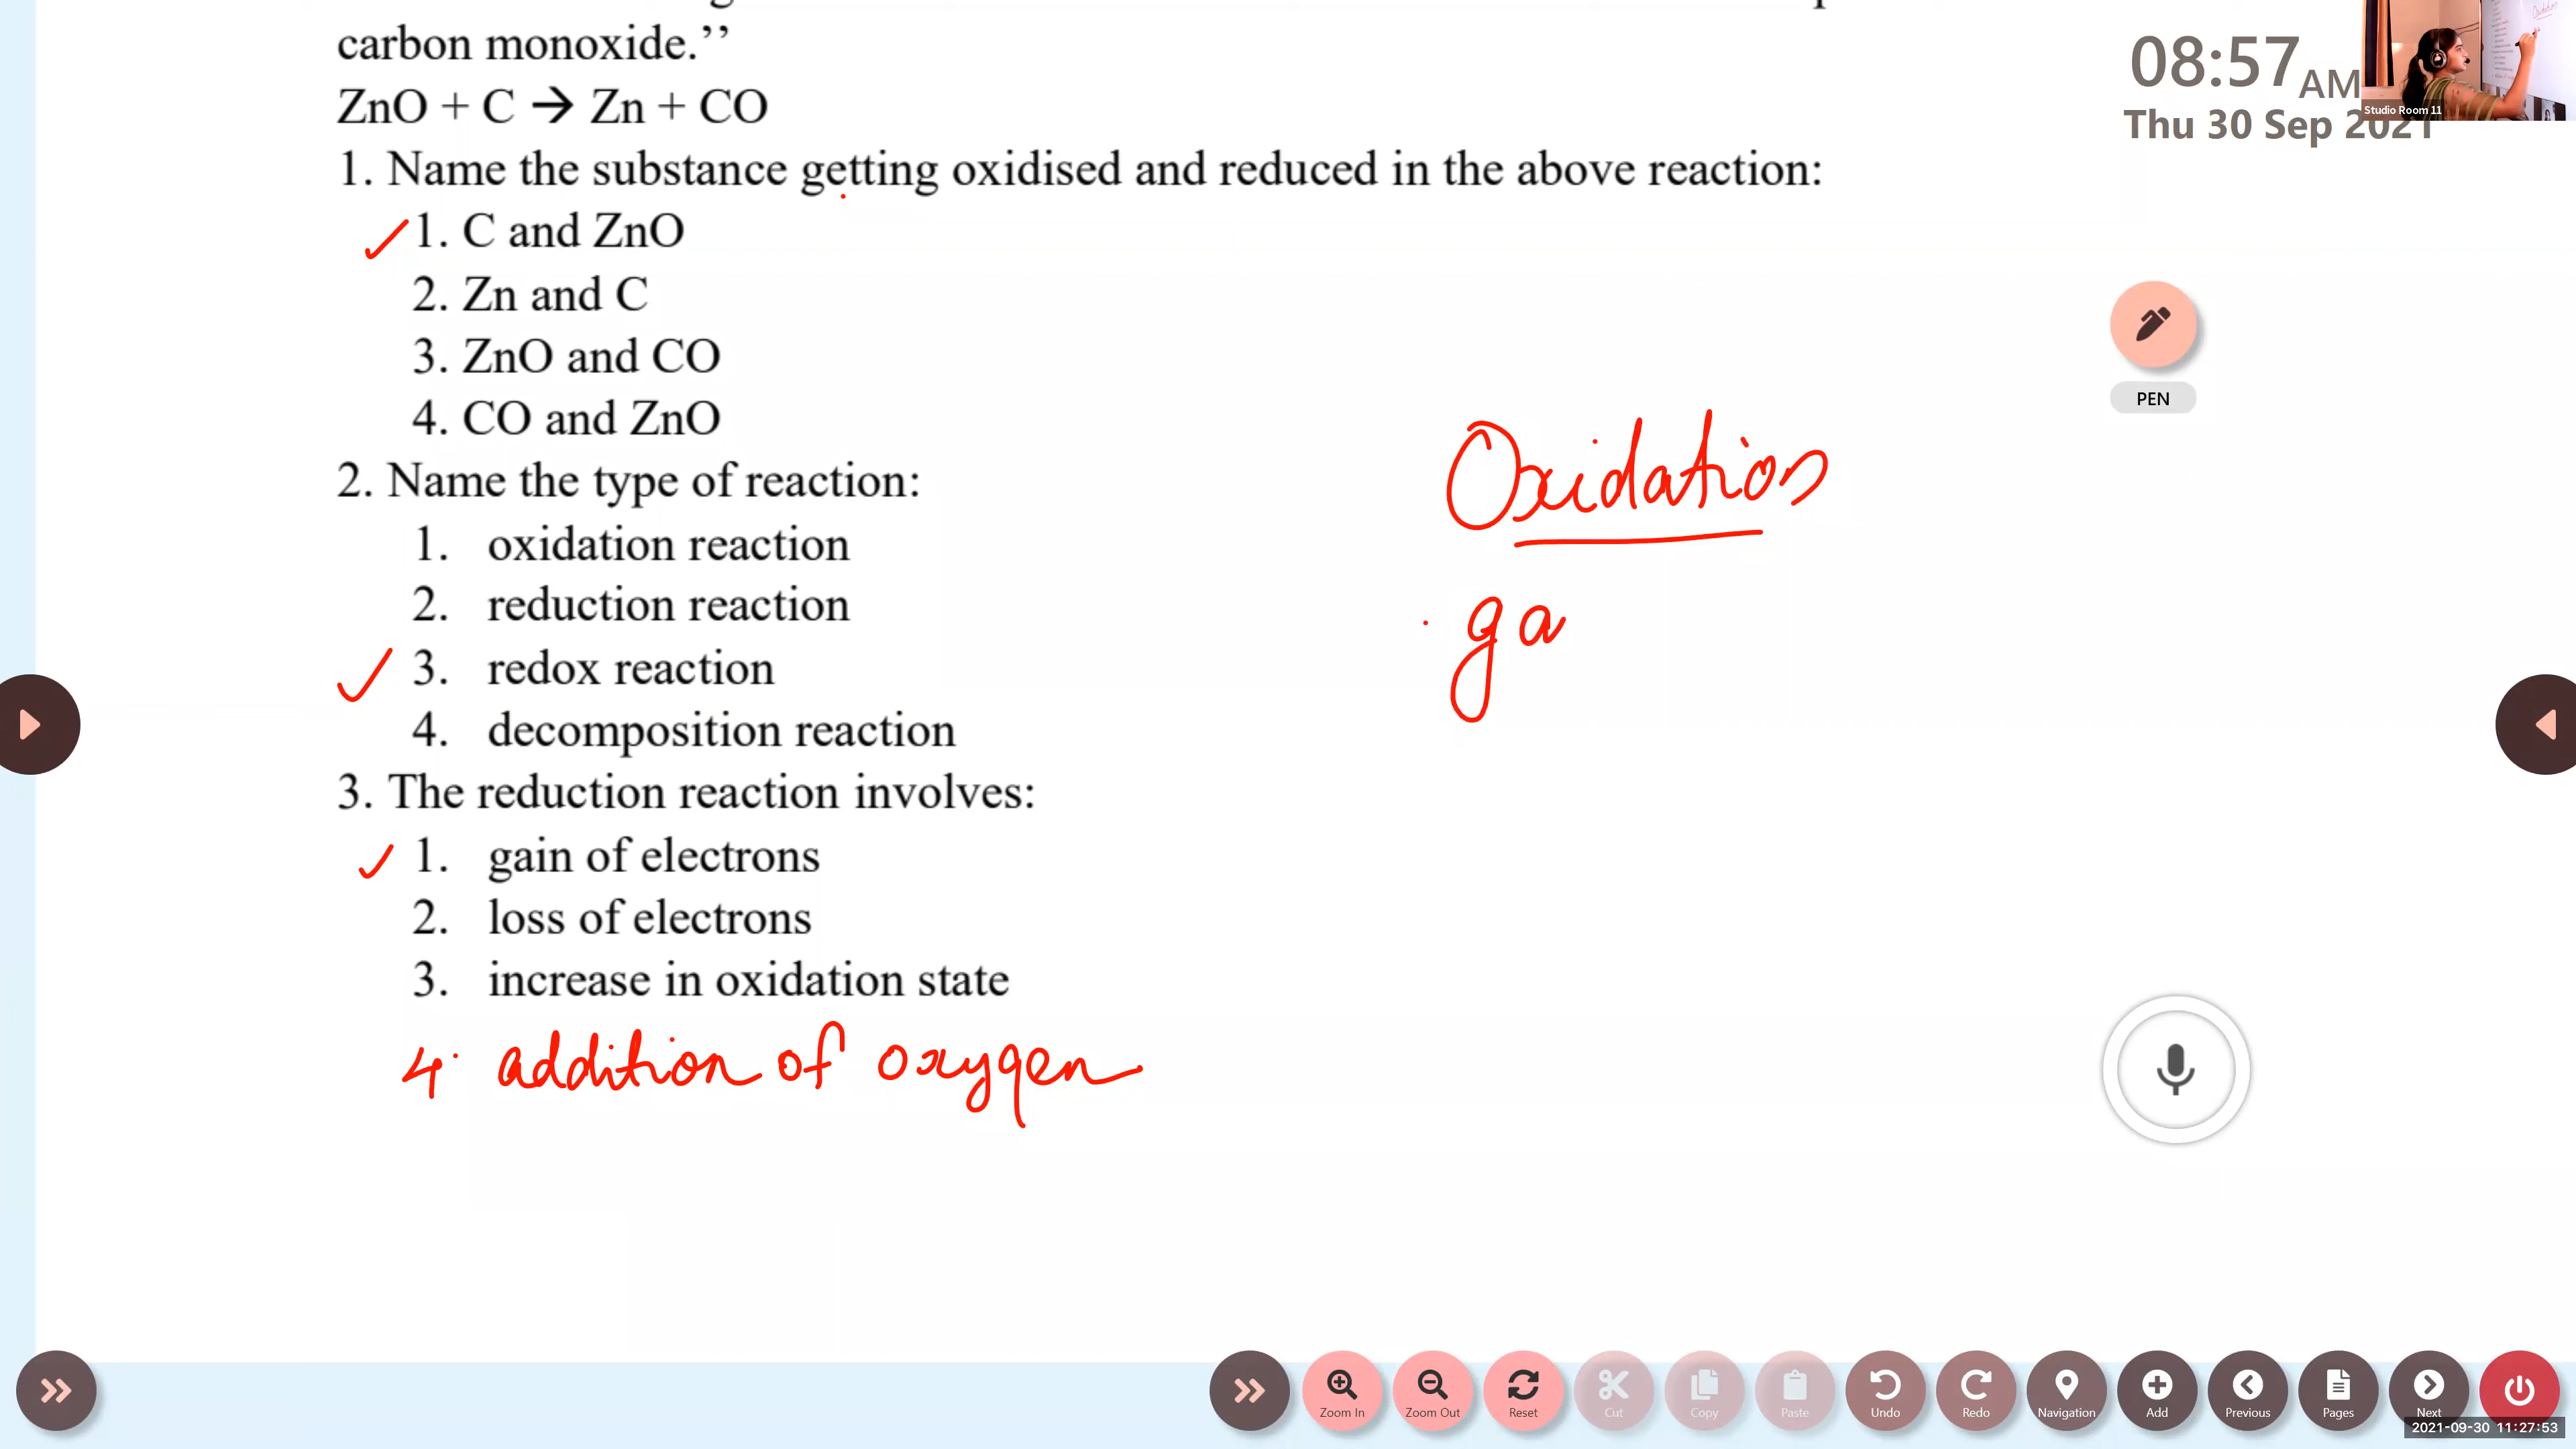 carbon monoxide.’’
ZnO + C → Zn + CO
1. Name the substance getting oxidised and reduced in the above reaction:
1. C and ZnO
2. Zn and C
3. ZnO and CO
4. CO and ZnO
2. Name the type of reaction:
1. oxidation reaction
2. reduction reaction
3. redox reaction
4. decomposition reaction
3. The reduction reaction involves:
1. gain of electrons
2. loss of electrons
3. increase in oxidation state
4. addition of oxygen
Oxidation
ga
08:57 AM
Thu 30 Sep 2021
Studio Room 11
PEN
Zoom In
Zoom Out
Reset
Cut
Copy
Paste
Undo
Redo
Navigation
Add
Previous
Pages
Next
2021-09-30 11:27:53